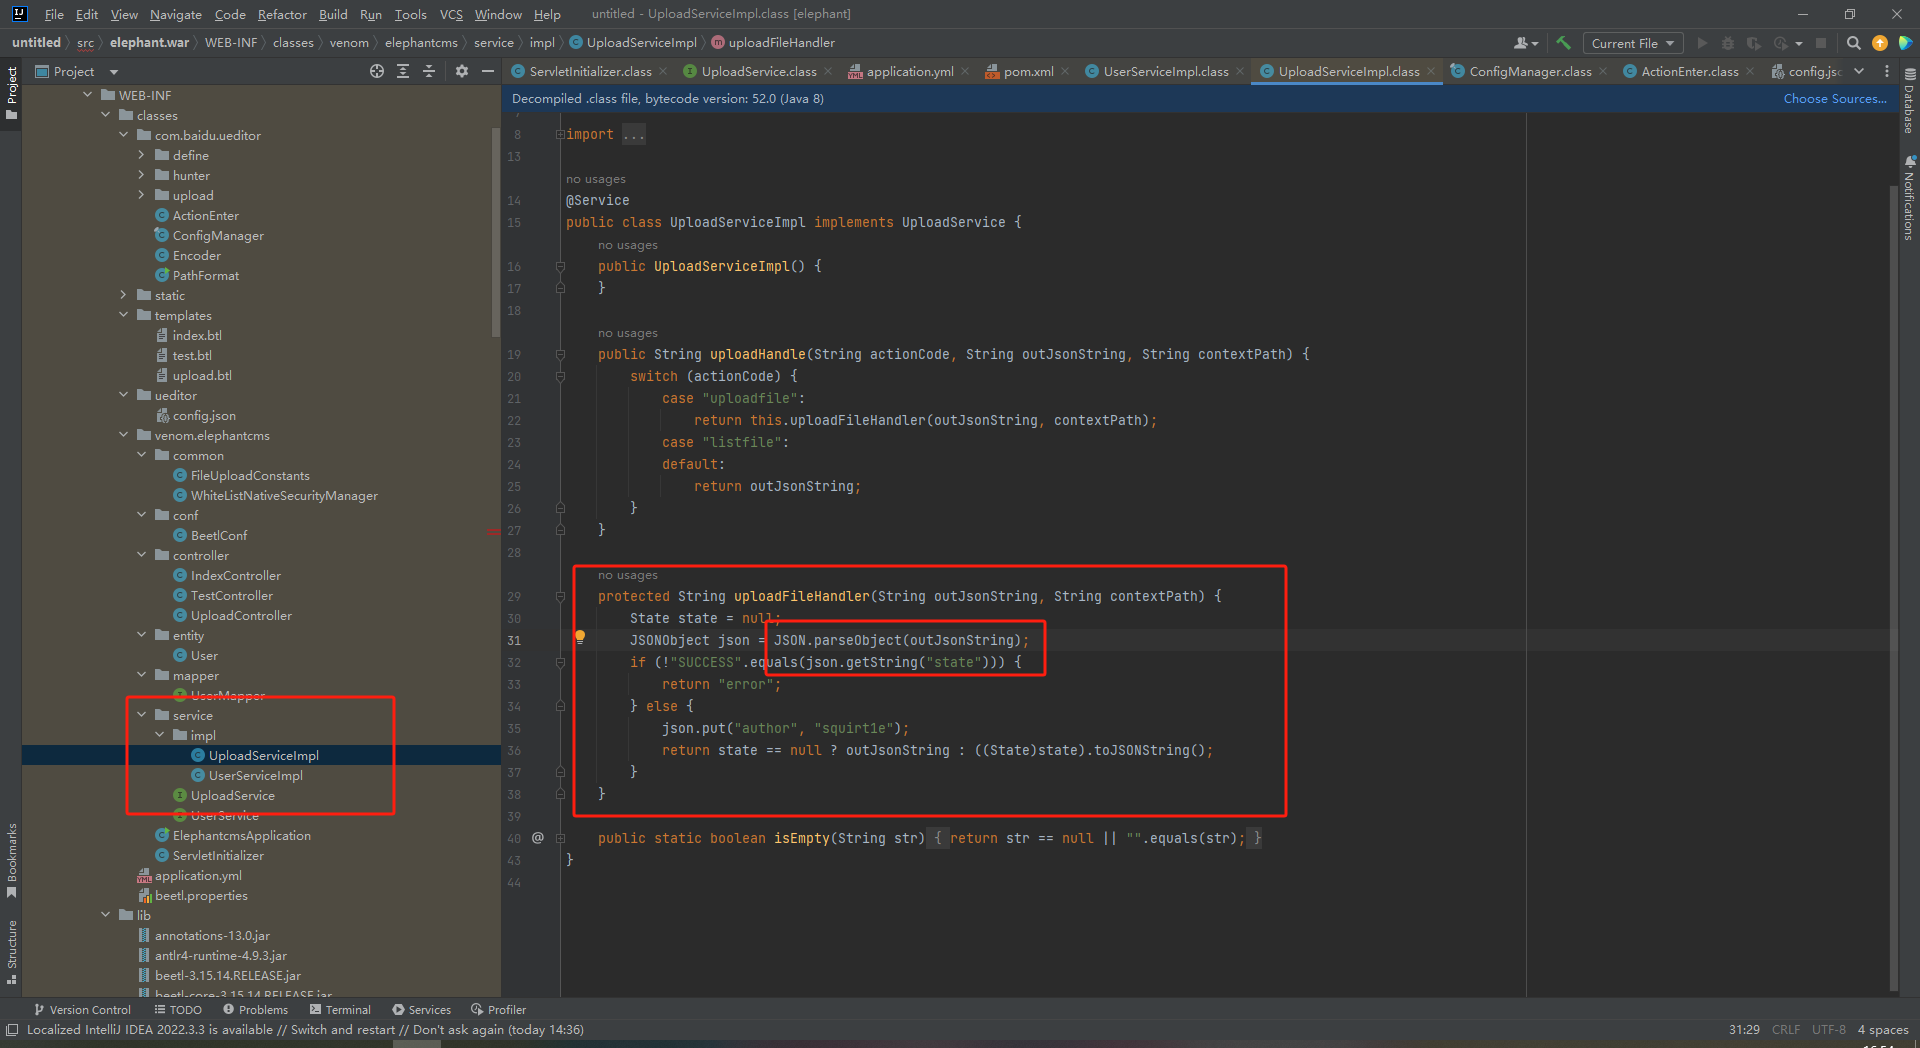 File Edit View Navigate Code Refactor Build Run Tools VCS Window Help untitled - UploadServiceImpl.class [elephant]
untitled src elephant.war WEB-INF classes venom elephantcms service impl UploadServiceImpl uploadFileHandler Current File
Project
ServletInitializer.class UploadService.class application.yml pom.xml UserServiceImpl.class UploadServiceImpl.class ConfigManager.class ActionEnter.class config.jsc
Decompiled .class file, bytecode version: 52.0 (Java 8) Choose Sources...
Project
Bookmarks
Structure
WEB-INF
classes
com.baidu.ueditor
define
hunter
upload
ActionEnter
ConfigManager
Encoder
PathFormat
static
templates
index.btl
test.btl
upload.btl
ueditor
config.json
venom.elephantcms
common
FileUploadConstants
WhiteListNativeSecurityManager
conf
BeetlConf
controller
IndexController
TestController
UploadController
entity
User
mapper
UserMapper
service
impl
UploadServiceImpl
UserServiceImpl
UploadService
UserService
ElephantcmsApplication
ServletInitializer
application.yml
beetl.properties
lib
annotations-13.0.jar
antlr4-runtime-4.9.3.jar
beetl-3.15.14.RELEASE.jar
beetl-core-3.15.14.RELEASE.jar
8 import ...
13
no usages
14 @Service
15 public class UploadServiceImpl implements UploadService {
no usages
16 public UploadServiceImpl() {
17 }
18
no usages
19 public String uploadHandle(String actionCode, String outJsonString, String contextPath) {
20 switch (actionCode) {
21 case "uploadfile":
22 return this.uploadFileHandler(outJsonString, contextPath);
23 case "listfile":
24 default:
25 return outJsonString;
26 }
27 }
28
no usages
29 protected String uploadFileHandler(String outJsonString, String contextPath) {
30 State state = null;
31 JSONObject json = JSON.parseObject(outJsonString);
32 if (!"SUCCESS".equals(json.getString("state"))) {
33 return "error";
34 } else {
35 json.put("author", "squirt1e");
36 return state == null ? outJsonString : ((State)state).toJSONString();
37 }
38 }
39
40 @ public static boolean isEmpty(String str) { return str == null || "".equals(str); }
43 }
44
Database
Notifications
Version Control TODO Problems Terminal Services Profiler
Localized IntelliJ IDEA 2022.3.3 is available // Switch and restart // Don't ask again (today 14:36) 31:29 CRLF UTF-8 4 spaces